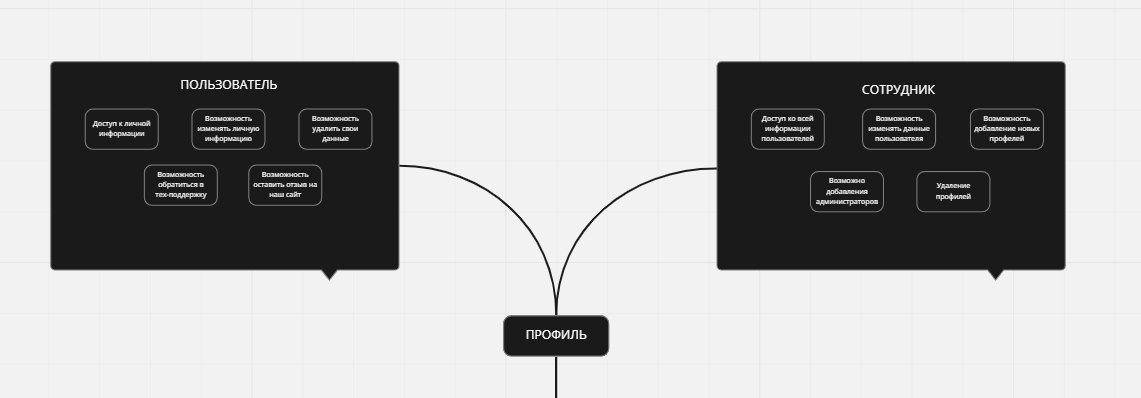 ПОЛЬЗОВАТЕЛЬ
Доступ к личной
информации
Возможность
изменять личную
информацию
Возможность
удалить свои
данные
Возможность
обратиться в
тех-поддержку
Возможность
оставить отзыв на
наш сайт
СОТРУДНИК
Доступ ко всей
информации
пользователей
Возможность
изменять данные
пользователя
Возможность
добавление новых
профелей
Возможно
добавления
администраторов
Удаление
профилей
ПРОФИЛЬ